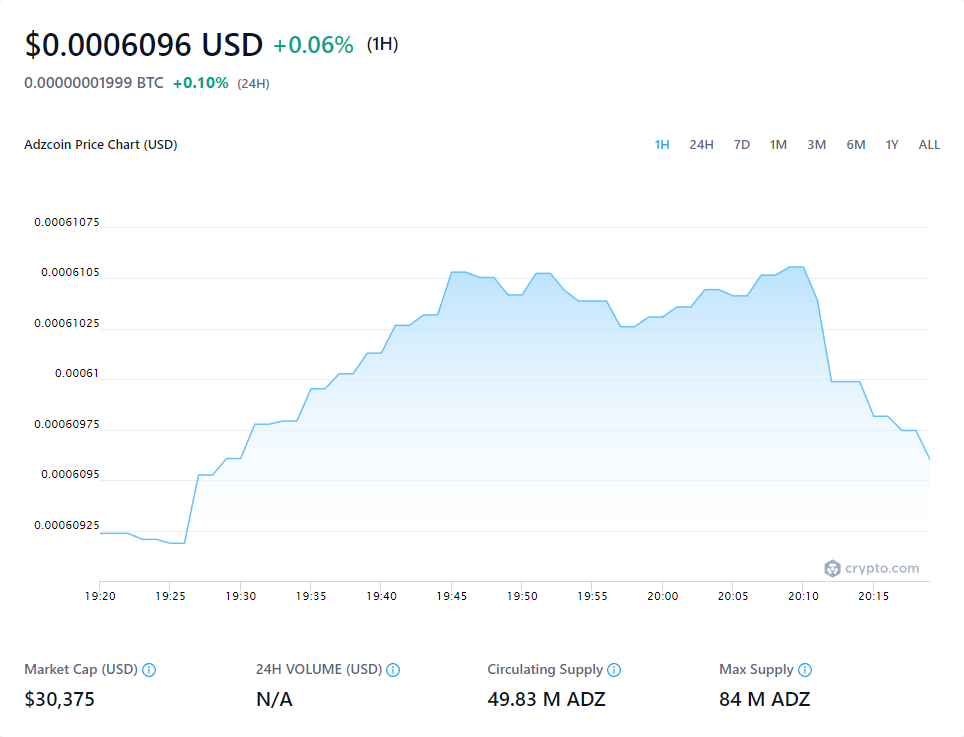 $0.0006096 USD +0.06% (1H)
0.00000001999 BTC +0.10% (24H)
Adzcoin Price Chart (USD) 1H 24H 7D 1M 3M 6M 1Y ALL
0.00061075
0.0006105
0.00061025
0.00061
0.00060975
0.0006095
0.00060925
crypto.com
19:20 19:25 19:30 19:35 19:40 19:45 19:50 19:55 20:00 20:05 20:10 20:15
Market Cap (USD) 24H VOLUME (USD) Circulating Supply Max Supply
$30,375 N/A 49.83 M ADZ 84 M ADZ